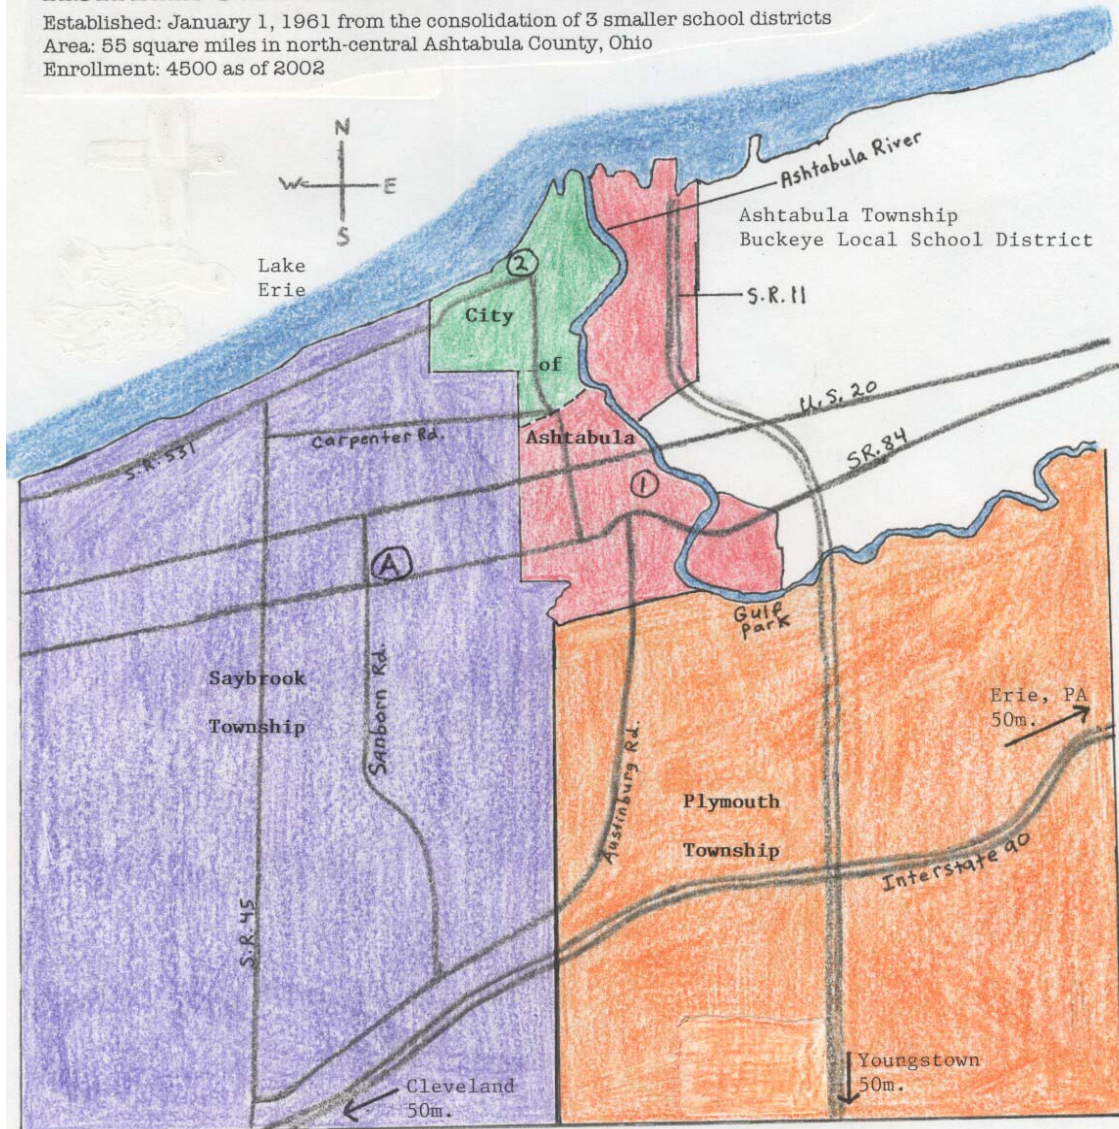 Established: January 1, 1961 from the consolidation of 3 smaller school districts
Area: 55 square miles in north-central Ashtabula County, Ohio
Enrollment: 4500 as of 2002
N
W
E
S
Ashtabula River
Ashtabula Township
Buckeye Local School District
Lake
Erie
2
S.R. 11
City
of
U.S. 20
Carpenter Rd.
Ashtabula
S.R. 531
S.R. 84
1
A
Gulf
Park
Saybrook
Township
Sanborn Rd.
Erie, PA
50m.
Austinburg Rd.
Plymouth
Township
Interstate 90
S.R. 45
Cleveland
50m.
Youngstown
50m.